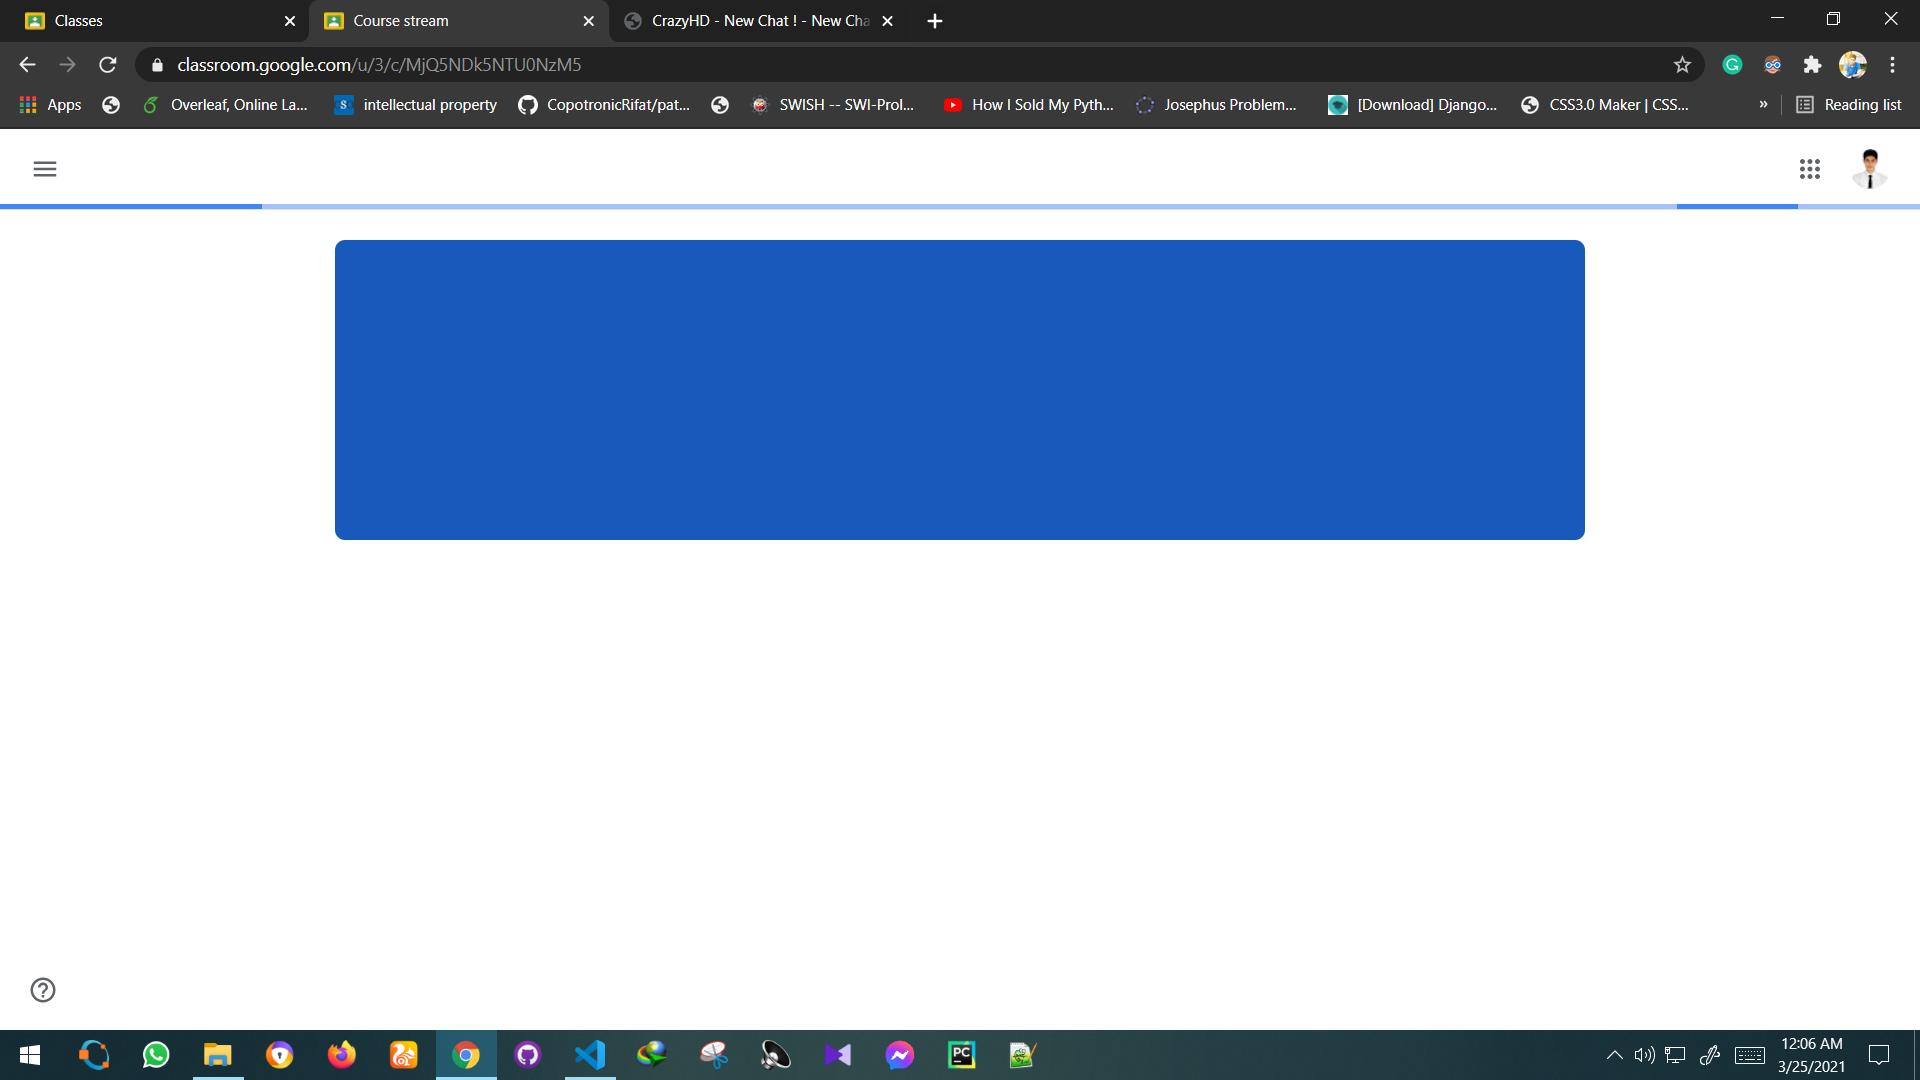 Classes
Course stream
CrazyHD - New Chat ! - New Cha
classroom.google.com/u/3/c/MjQ5NDk5NTU0NzM5
Apps
Overleaf, Online La...
intellectual property
CopotronicRifat/pat...
SWISH -- SWI-Prol...
How I Sold My Pyth...
Josephus Problem...
[Download] Django...
CSS3.0 Maker | CSS...
»
Reading list
PC
12:06 AM
3/25/2021